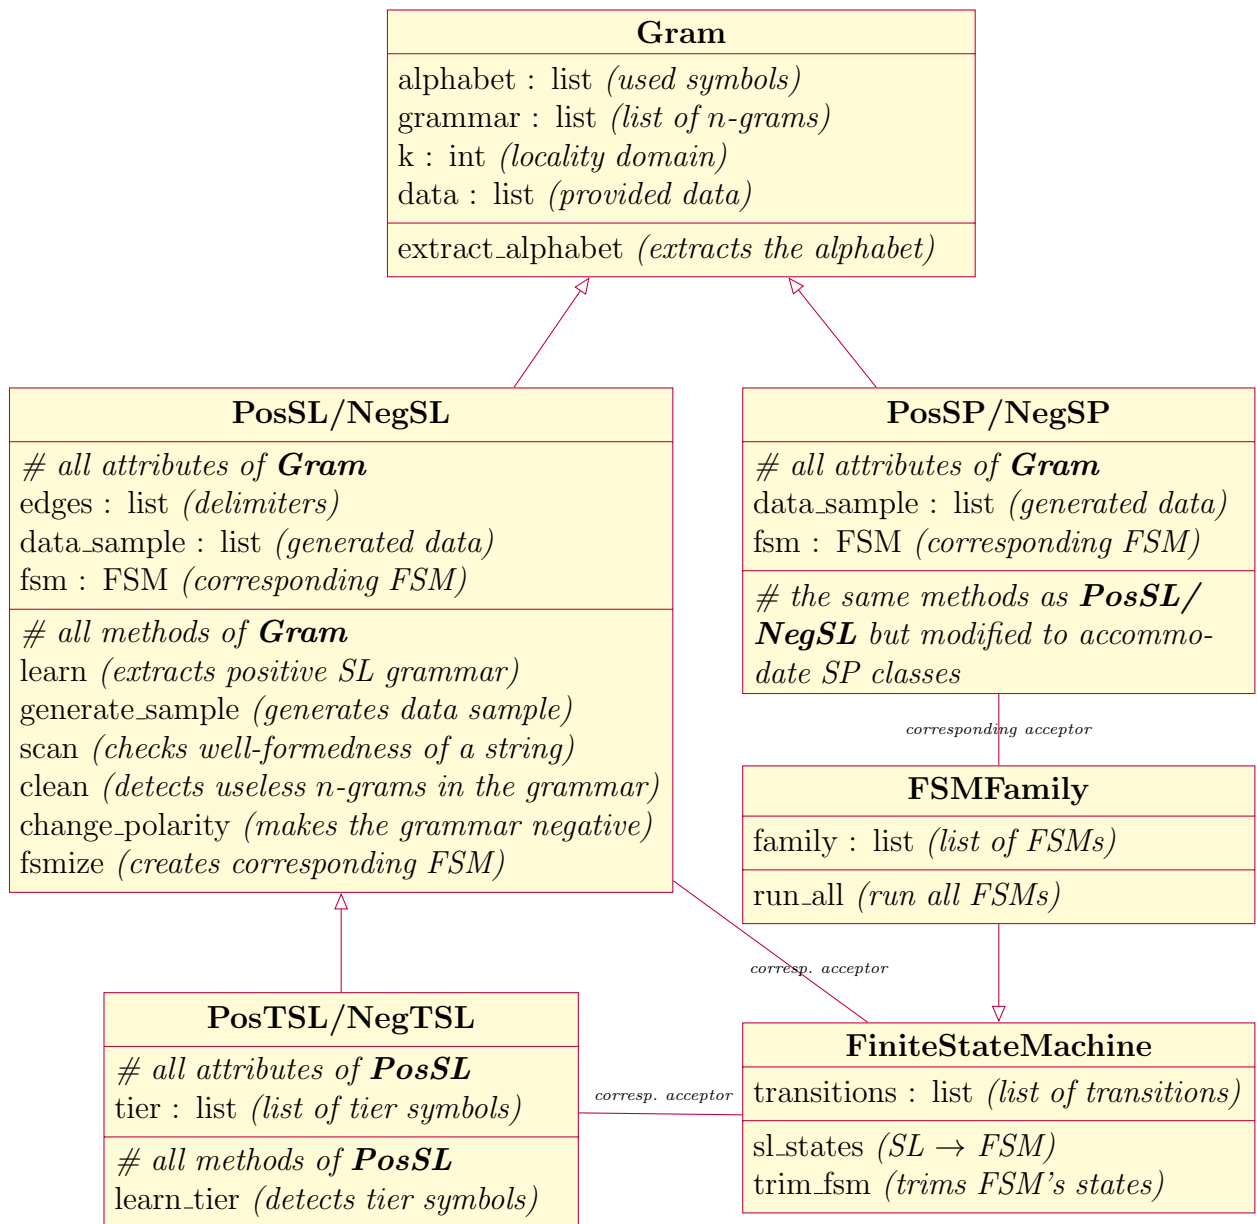 Gram
alphabet : list (used symbols)
grammar : list (list of n-grams)
k : int (locality domain)
data : list (provided data)
extract_alphabet (extracts the alphabet)
PosSL/NegSL
# all attributes of Gram
edges : list (delimiters)
data_sample : list (generated data)
fsm : FSM (corresponding FSM)
# all methods of Gram
learn (extracts positive SL grammar)
generate_sample (generates data sample)
scan (checks well-formedness of a string)
clean (detects useless n-grams in the grammar)
change_polarity (makes the grammar negative)
fsmize (creates corresponding FSM)
PosSP/NegSP
# all attributes of Gram
data_sample : list (generated data)
fsm : FSM (corresponding FSM)
# the same methods as PosSL/
NegSL but modified to accommo-
date SP classes
corresponding acceptor
FSMFamily
family : list (list of FSMs)
run_all (run all FSMs)
corresp. acceptor
PosTSL/NegTSL
# all attributes of PosSL
tier : list (list of tier symbols)
# all methods of PosSL
learn_tier (detects tier symbols)
corresp. acceptor
FiniteStateMachine
transitions : list (list of transitions)
sl_states (SL → FSM)
trim_fsm (trims FSM's states)